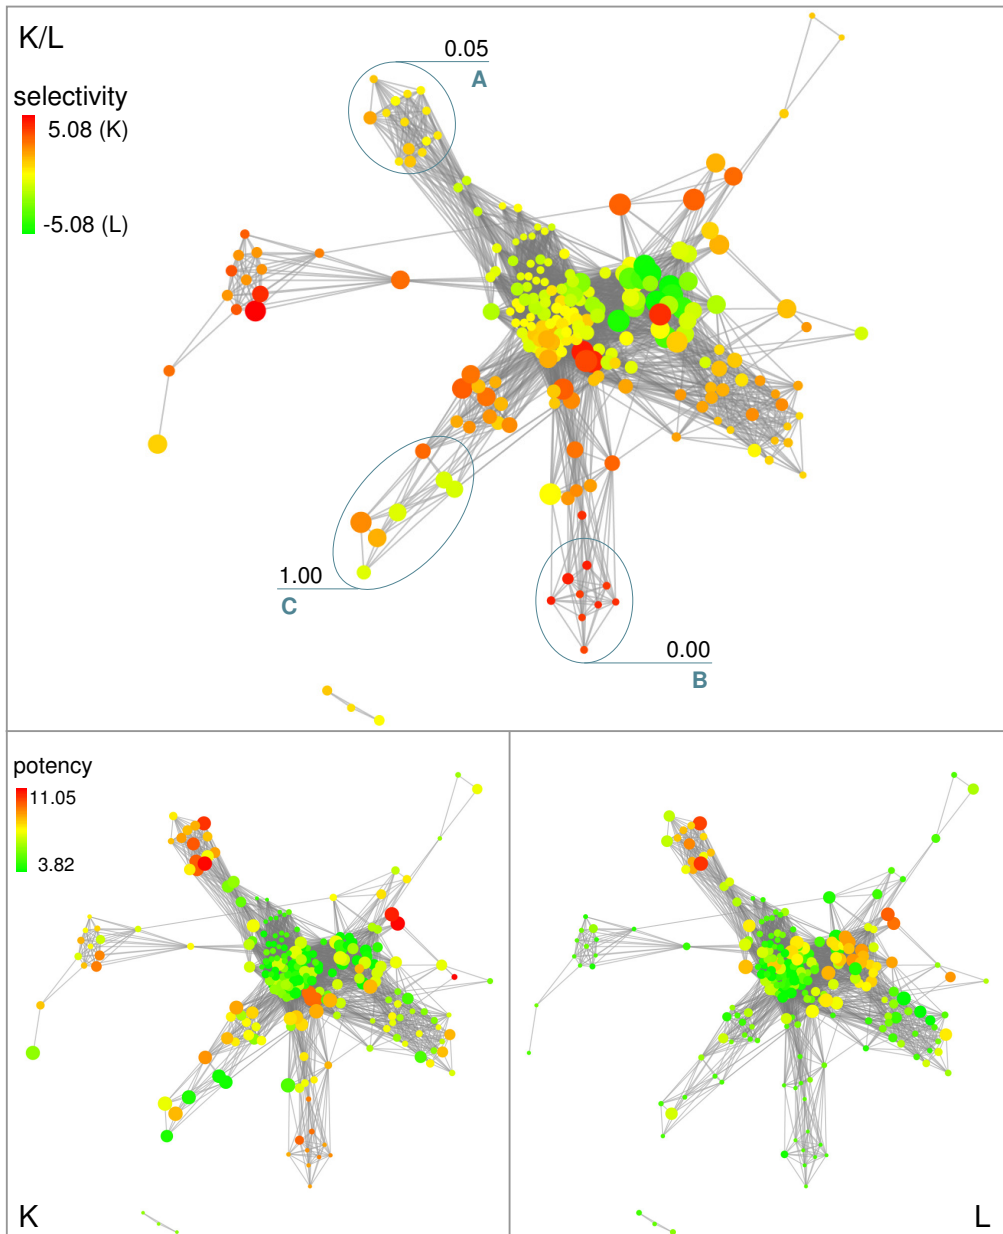 K/L
0.05
A
selectivity
5.08 (K)
-5.08 (L)
1.00
C
0.00
B
potency
11.05
3.82
K
L